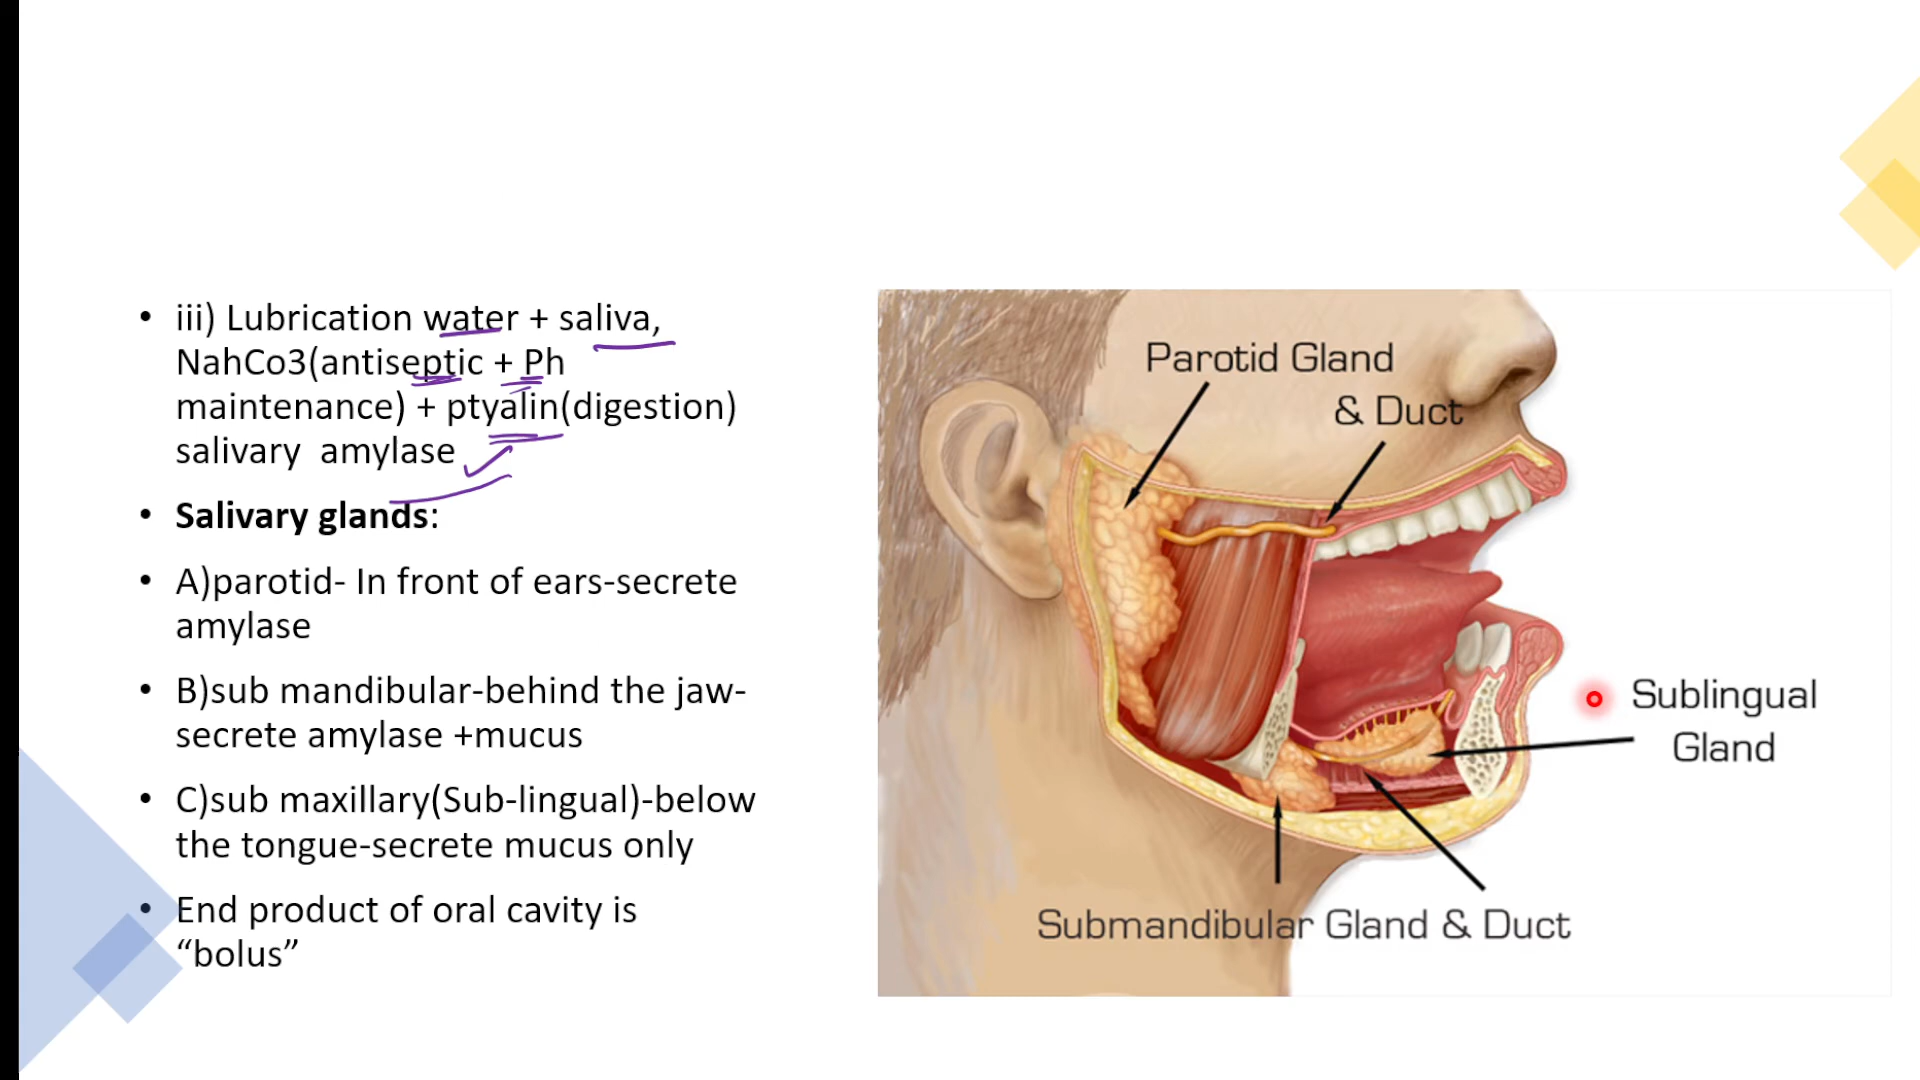 • iii) Lubrication water + saliva,
NahCo3(antiseptic + Ph
maintenance) + ptyalin(digestion)
salivary amylase
• Salivary glands:
• A)parotid- In front of ears-secrete
amylase
• B)sub mandibular-behind the jaw-
secrete amylase +mucus
• C)sub maxillary(Sub-lingual)-below
the tongue-secrete mucus only
• End product of oral cavity is
“bolus”
Parotid Gland
& Duct
Sublingual
Gland
Submandibular Gland & Duct